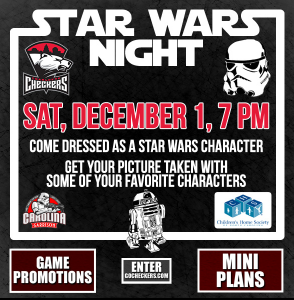 STAR WARS
NIGHT
CHECKERS
SAT, DECEMBER 1, 7 PM
COME DRESSED AS A STAR WARS CHARACTER
GET YOUR PICTURE TAKEN WITH
SOME OF YOUR FAVORITE CHARACTERS
CAROLINA
GARRISON
Children's Home Society
GAME
PROMOTIONS
ENTER
GOCHECKERS.COM
MINI
PLANS